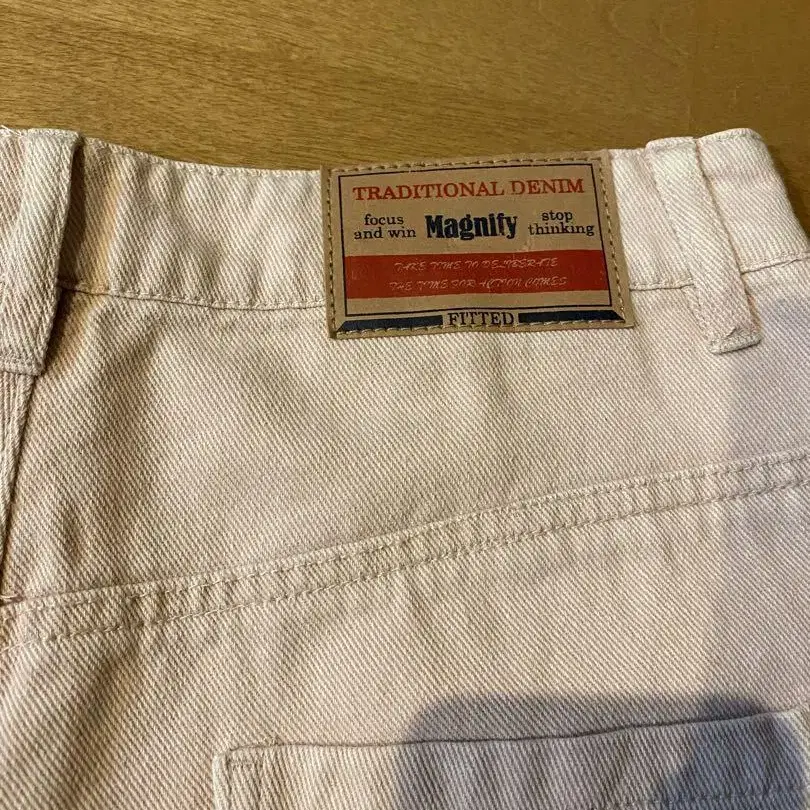 TRADITIONAL DENIM
focus
and win
Magnify
stop
thinking
TAKE TIME TO DELIBERATE
THE TIME FOR ACTION COMES
FITTED